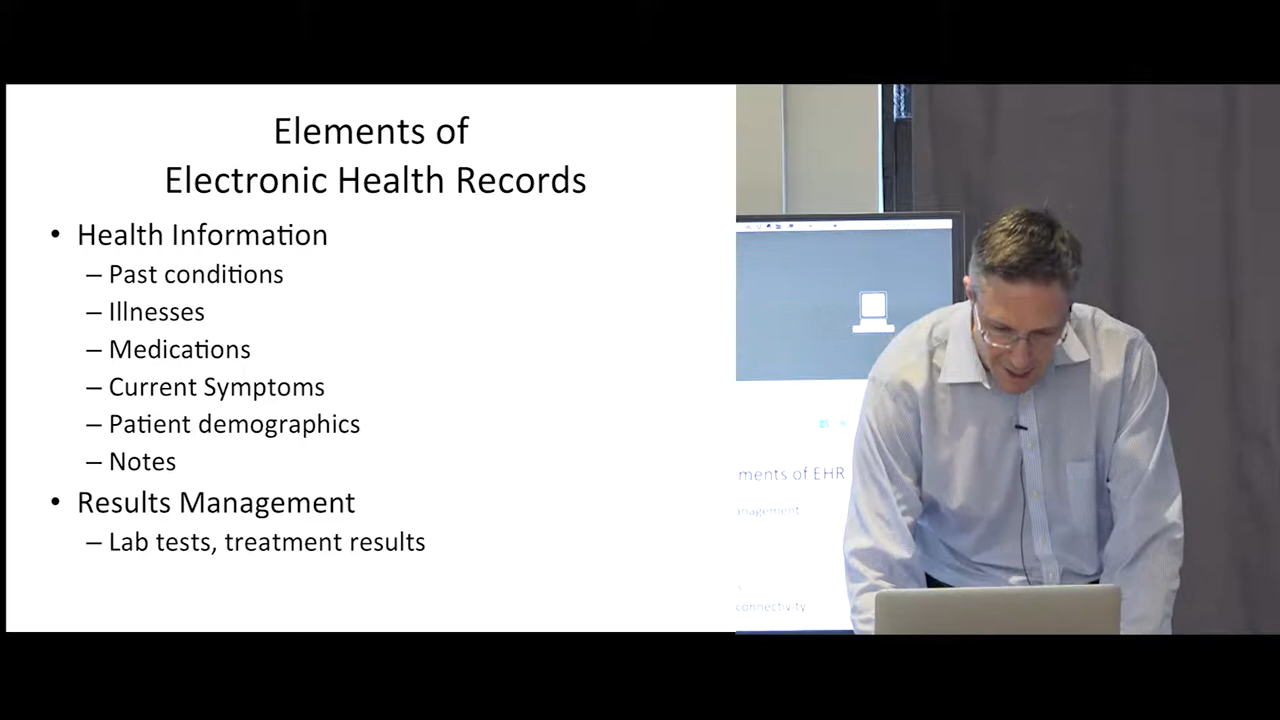 Elements of
Electronic Health Records
• Health Information
– Past conditions
– Illnesses
– Medications
– Current Symptoms
– Patient demographics
– Notes
• Results Management
– Lab tests, treatment results
ments of EHR
anagement
connectivity